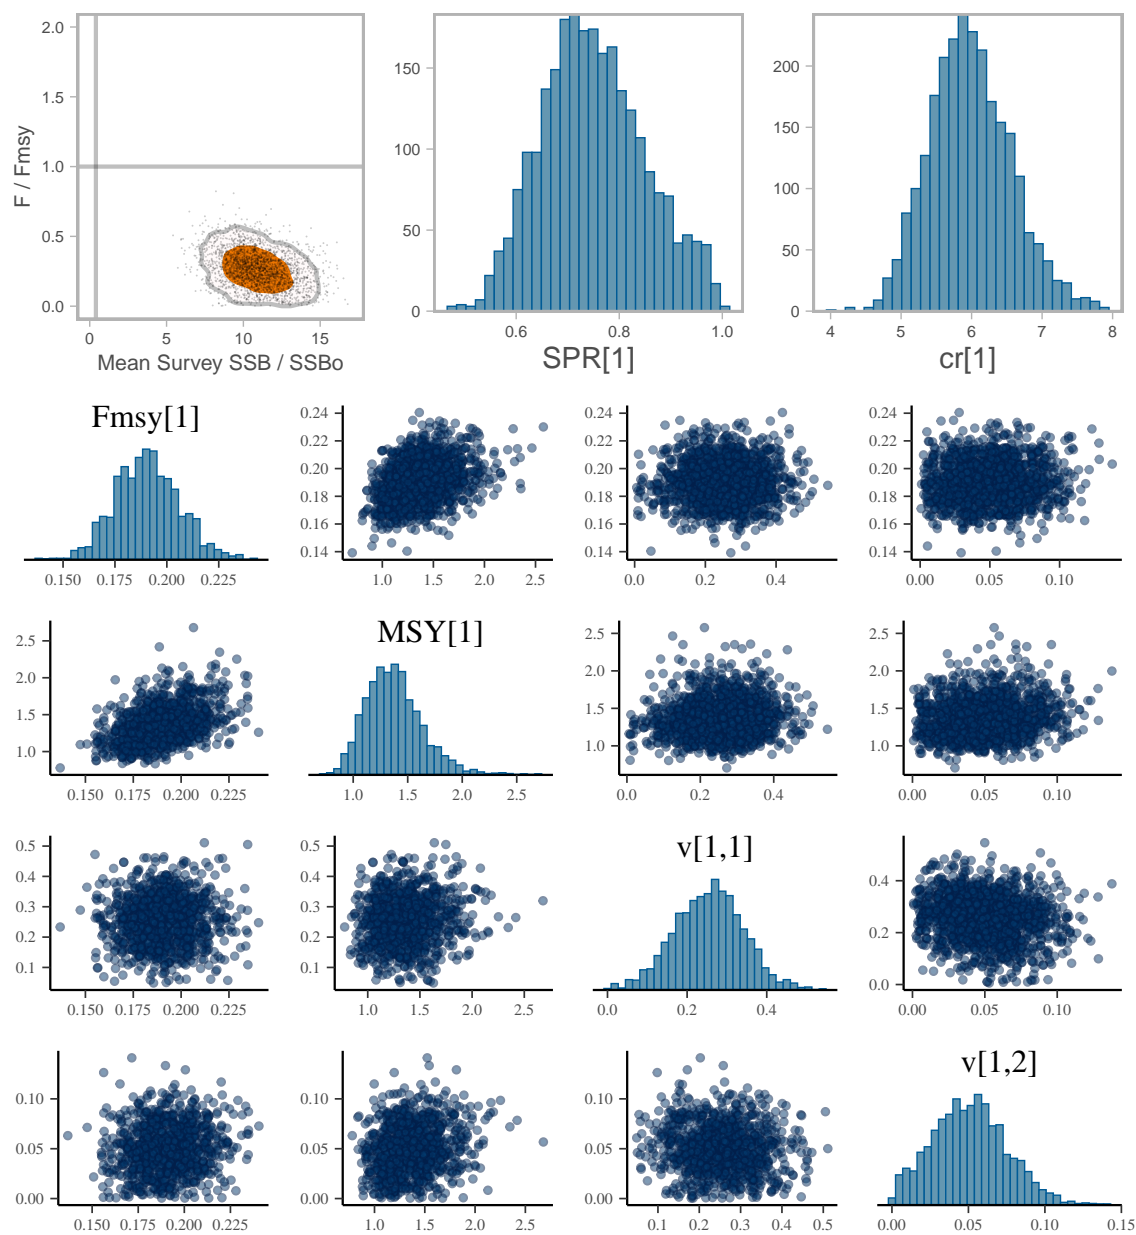 2.0
1.5
1.0
0.5
0.0
F / Fmsy
0 5 10 15
Mean Survey SSB / SSBo
150
100
50
0
0.6 0.8 1.0
SPR[1]
200
150
100
50
0
4 5 6 7 8
cr[1]
Fmsy[1]
0.150 0.175 0.200 0.225
0.24
0.22
0.20
0.18
0.16
0.14
1.0 1.5 2.0 2.5
0.24
0.22
0.20
0.18
0.16
0.14
0.0 0.2 0.4
0.24
0.22
0.20
0.18
0.16
0.14
0.00 0.05 0.10
2.5
2.0
1.5
1.0
0.150 0.175 0.200 0.225
MSY[1]
1.0 1.5 2.0 2.5
2.5
2.0
1.5
1.0
0.0 0.2 0.4
2.5
2.0
1.5
1.0
0.00 0.05 0.10
0.5
0.4
0.3
0.2
0.1
0.150 0.175 0.200 0.225
0.5
0.4
0.3
0.2
0.1
1.0 1.5 2.0 2.5
v[1,1]
0.0 0.2 0.4
0.4
0.2
0.0
0.00 0.05 0.10
0.10
0.05
0.00
0.150 0.175 0.200 0.225
0.10
0.05
0.00
1.0 1.5 2.0 2.5
0.10
0.05
0.00
0.1 0.2 0.3 0.4 0.5
v[1,2]
0.00 0.05 0.10 0.15